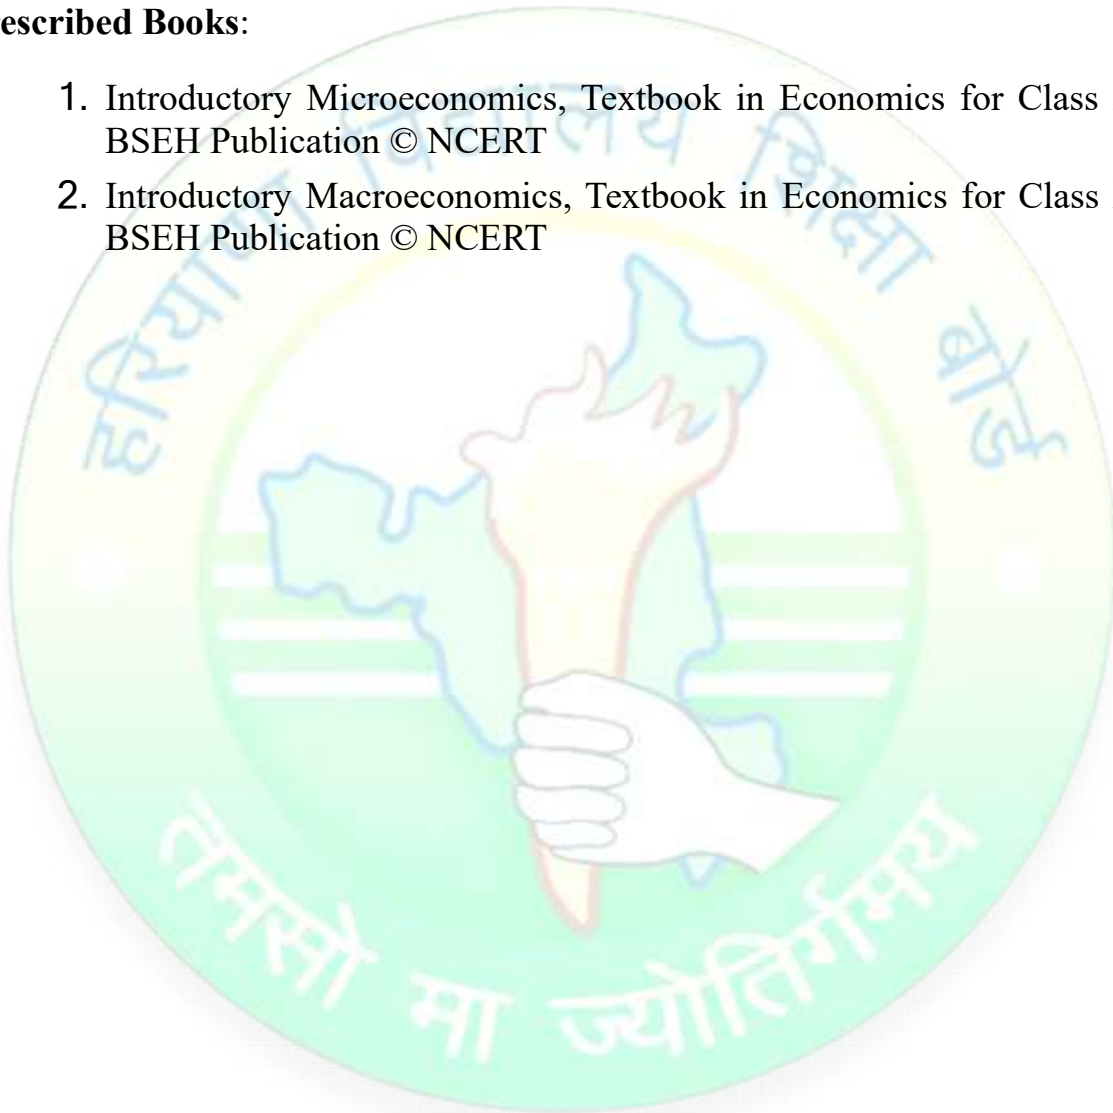 escribed Books:
1. Introductory Microeconomics, Textbook in Economics for Class
BSEH Publication © NCERT
2. Introductory Macroeconomics, Textbook in Economics for Class
BSEH Publication © NCERT
हरियाणा विद्यालय शिक्षा बोर्ड
तमसो मा ज्योतिर्गमय